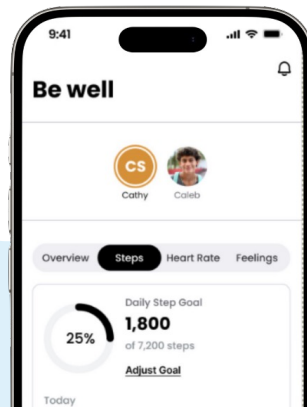 9:41
Be well
CS
Cathy Caleb
Overview Steps Heart Rate Feelings
Daily Step Goal
25%
1,800
of 7,200 steps
Adjust Goal
Today